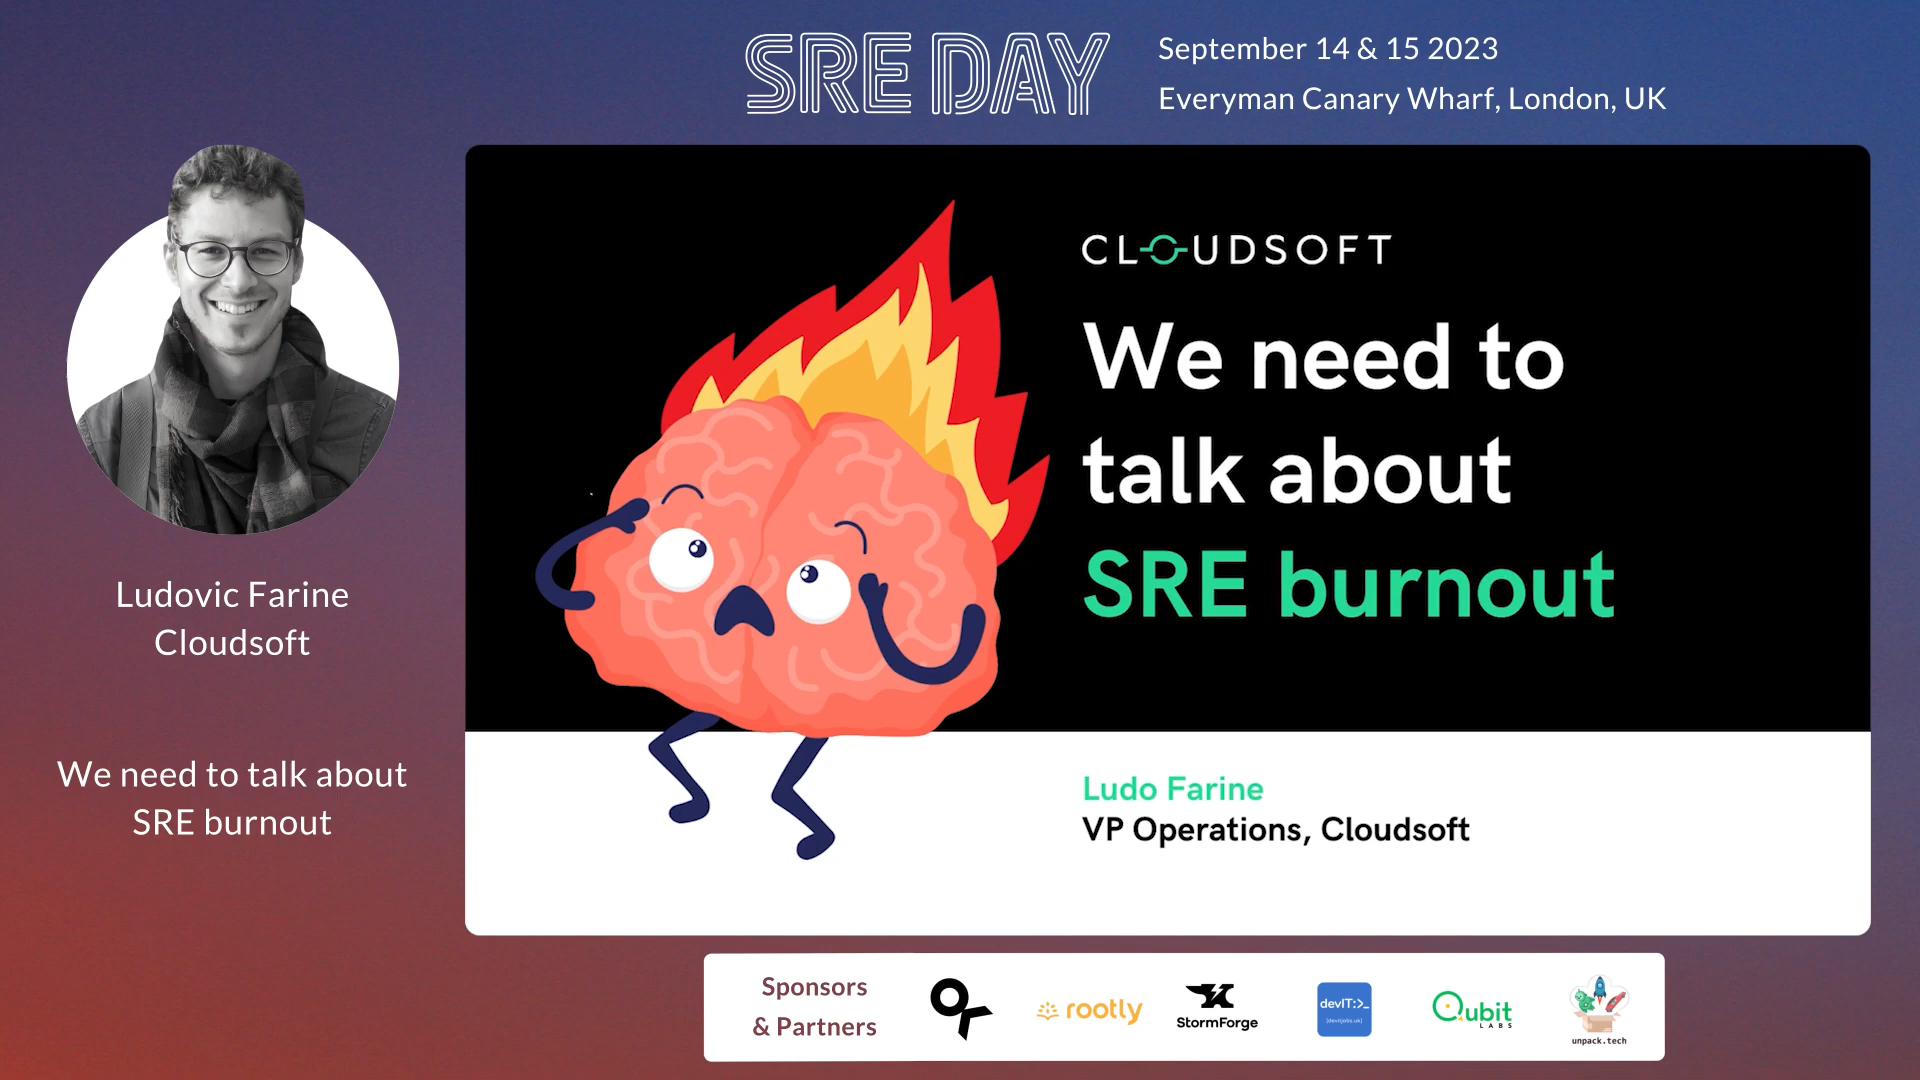 SRE DAY
September 14 & 15 2023
Everyman Canary Wharf, London, UK
Ludovic Farine
Cloudsoft
We need to talk about
SRE burnout
CLOUDSOFT
We need to
talk about
SRE burnout
Ludo Farine
VP Operations, Cloudsoft
Sponsors
& Partners
rootly
StormForge
devIT:>_
[devitjobs.uk]
Qubit
LABS
unpack.tech